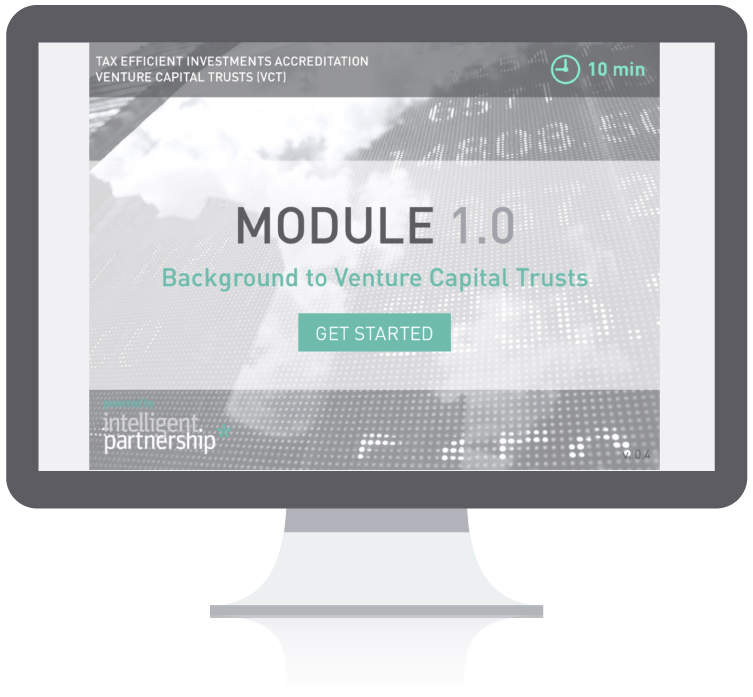 TAX EFFICIENT INVESTMENTS ACCREDITATION
VENTURE CAPITAL TRUSTS (VCT)
10 min
MODULE 1.0
Background to Venture Capital Trusts
GET STARTED
intelligent
partnership
v. 0.4